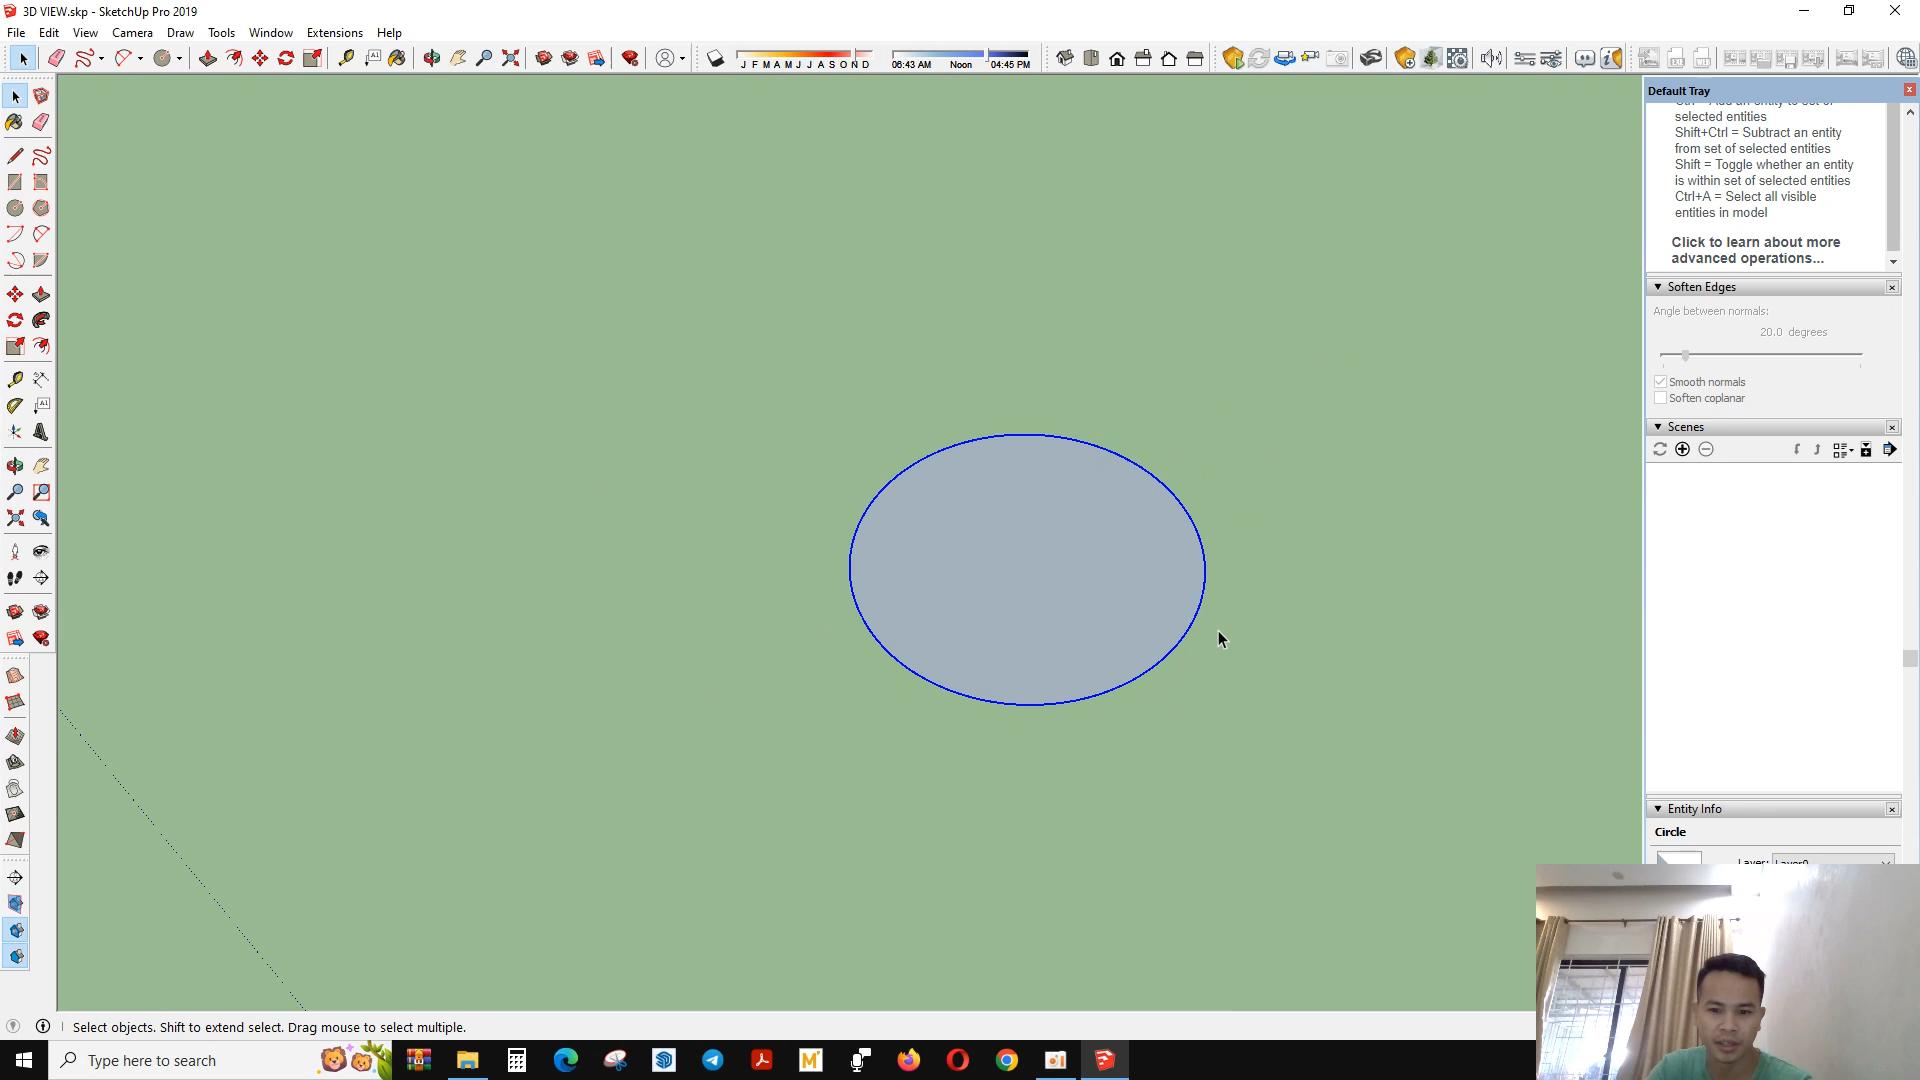 3D VIEW.skp - SketchUp Pro 2019
File Edit View Camera Draw Tools Window Extensions Help
J F M A M J J A S O N D
06:43 AM Noon 04:45 PM
Default Tray
selected entities
Shift+Ctrl = Subtract an entity
from set of selected entities
Shift = Toggle whether an entity
is within set of selected entities
Ctrl+A = Select all visible
entities in model
Click to learn about more
advanced operations...
Soften Edges
Angle between normals:
20.0 degrees
Smooth normals
Soften coplanar
Scenes
Entity Info
Circle
Layer: Layer0
Select objects. Shift to extend select. Drag mouse to select multiple.
Type here to search